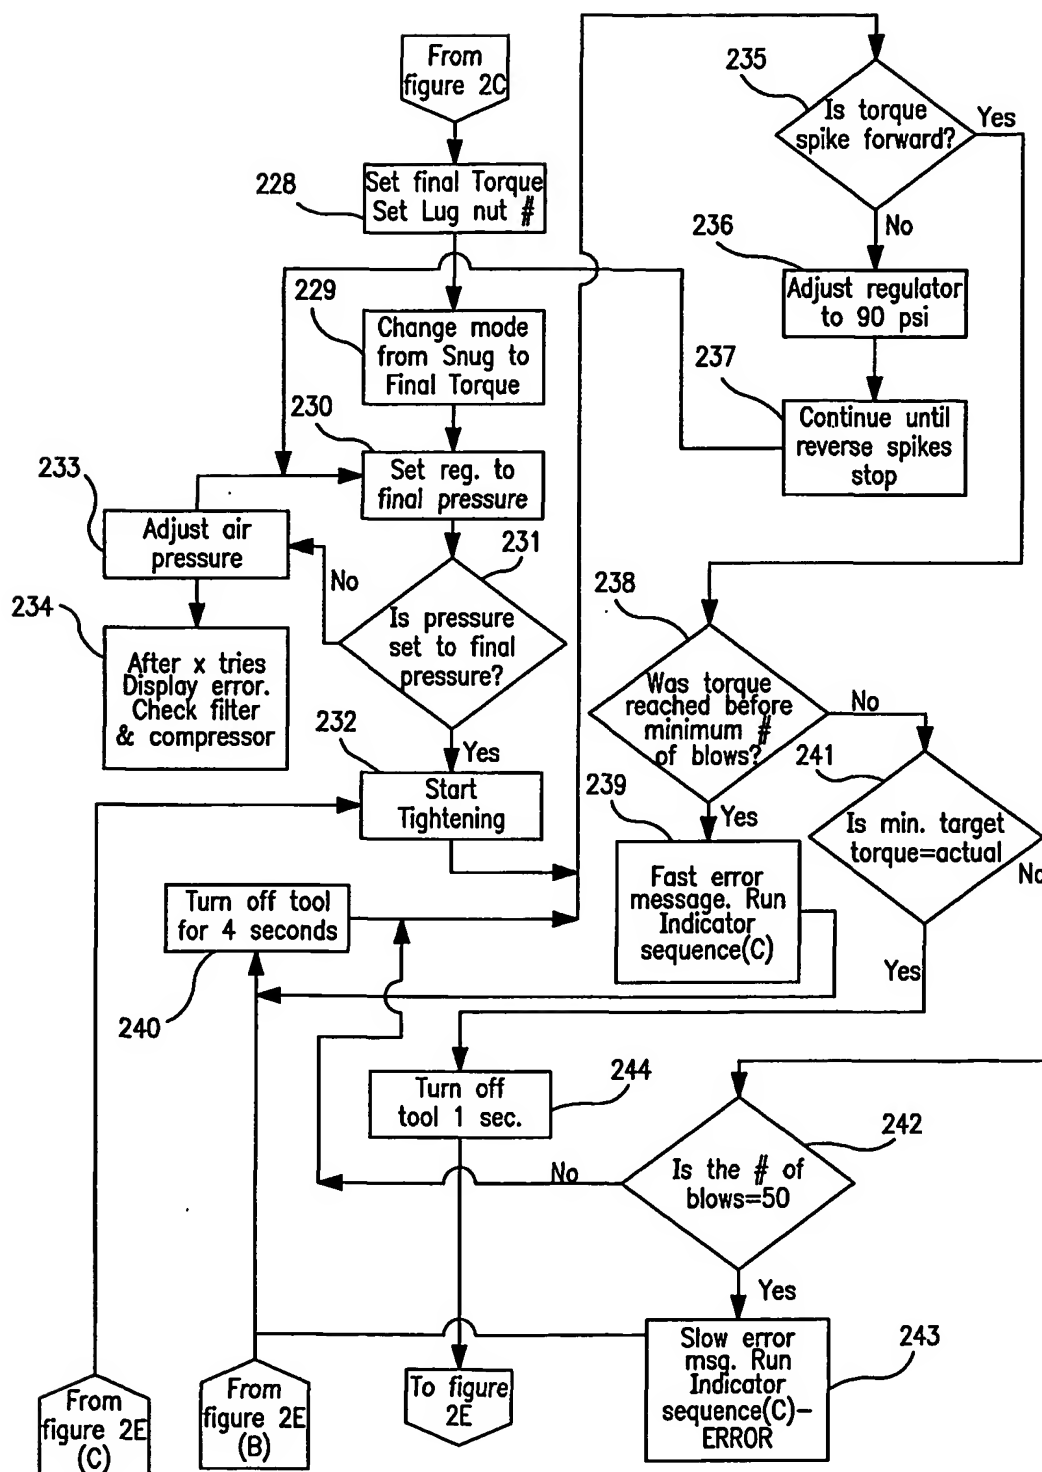 From
figure 2C
228
Set final Torque
Set Lug nut #
229
Change mode
from Snug to
Final Torque
230
Set reg. to
final pressure
231
Is pressure
set to final
pressure?
No
Yes
233
Adjust air
pressure
234
After x tries
Display error.
Check filter
& compressor
232
Start
Tightening
235
Is torque
spike forward?
Yes
No
236
Adjust regulator
to 90 psi
237
Continue until
reverse spikes
stop
238
Was torque
reached before
minimum #
of blows?
No
Yes
239
Fast error
message. Run
Indicator
sequence(C)
241
Is min. target
torque=actual
No
Yes
Turn off tool
for 4 seconds
240
Turn off
tool 1 sec.
244
242
Is the # of
blows=50
No
Yes
Slow error
msg. Run
Indicator
sequence(C)-
ERROR
243
From
figure 2E
(C)
From
figure 2E
(B)
To figure
2E